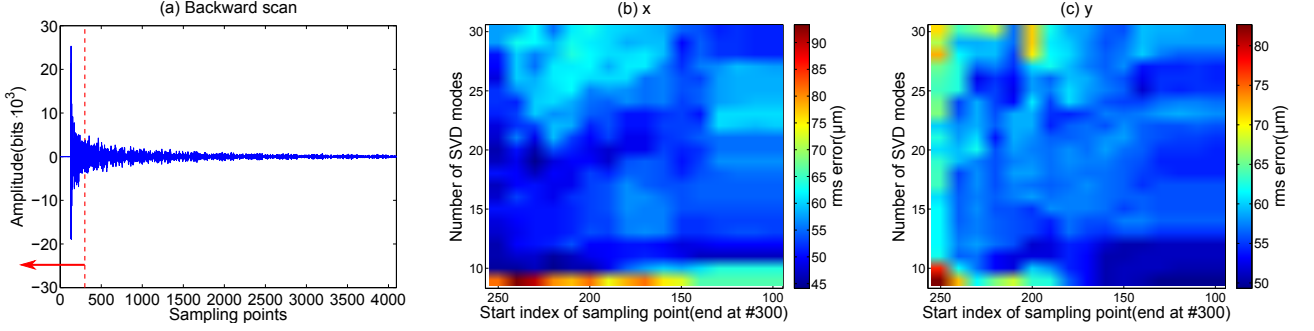 (a) Backward scan
Amplitude(bits ·10³)
30
20
10
0
−10
−20
−30
0 500 1000 1500 2000 2500 3000 3500 4000
Sampling points
(b) x
Number of SVD modes
30
25
20
15
10
250 200 150 100
Start index of sampling point(end at #300)
90
85
80
75
70
65
60
55
50
45
rms error(μm)
(c) y
Number of SVD modes
30
25
20
15
10
250 200 150 100
Start index of sampling point(end at #300)
80
75
70
65
60
55
50
rms error(μm)